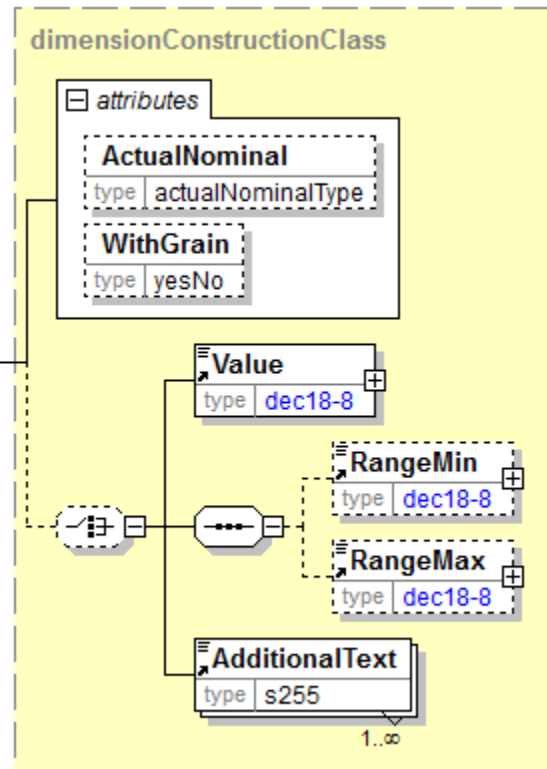 dimensionConstructionClass
attributes
ActualNominal
type actualNominalType
WithGrain
type yesNo
Value
type dec18-8
RangeMin
type dec18-8
RangeMax
type dec18-8
AdditionalText
type s255
1..∞